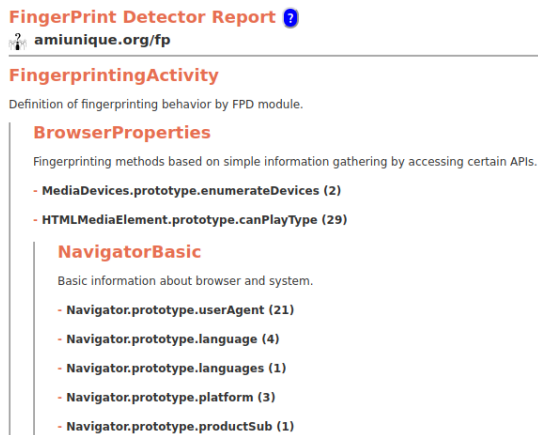 FingerPrint Detector Report ?
amiunique.org/fp
FingerprintingActivity
Definition of fingerprinting behavior by FPD module.
BrowserProperties
Fingerprinting methods based on simple information gathering by accessing certain APIs.
- MediaDevices.prototype.enumerateDevices (2)
- HTMLMediaElement.prototype.canPlayType (29)
NavigatorBasic
Basic information about browser and system.
- Navigator.prototype.userAgent (21)
- Navigator.prototype.language (4)
- Navigator.prototype.languages (1)
- Navigator.prototype.platform (3)
- Navigator.prototype.productSub (1)